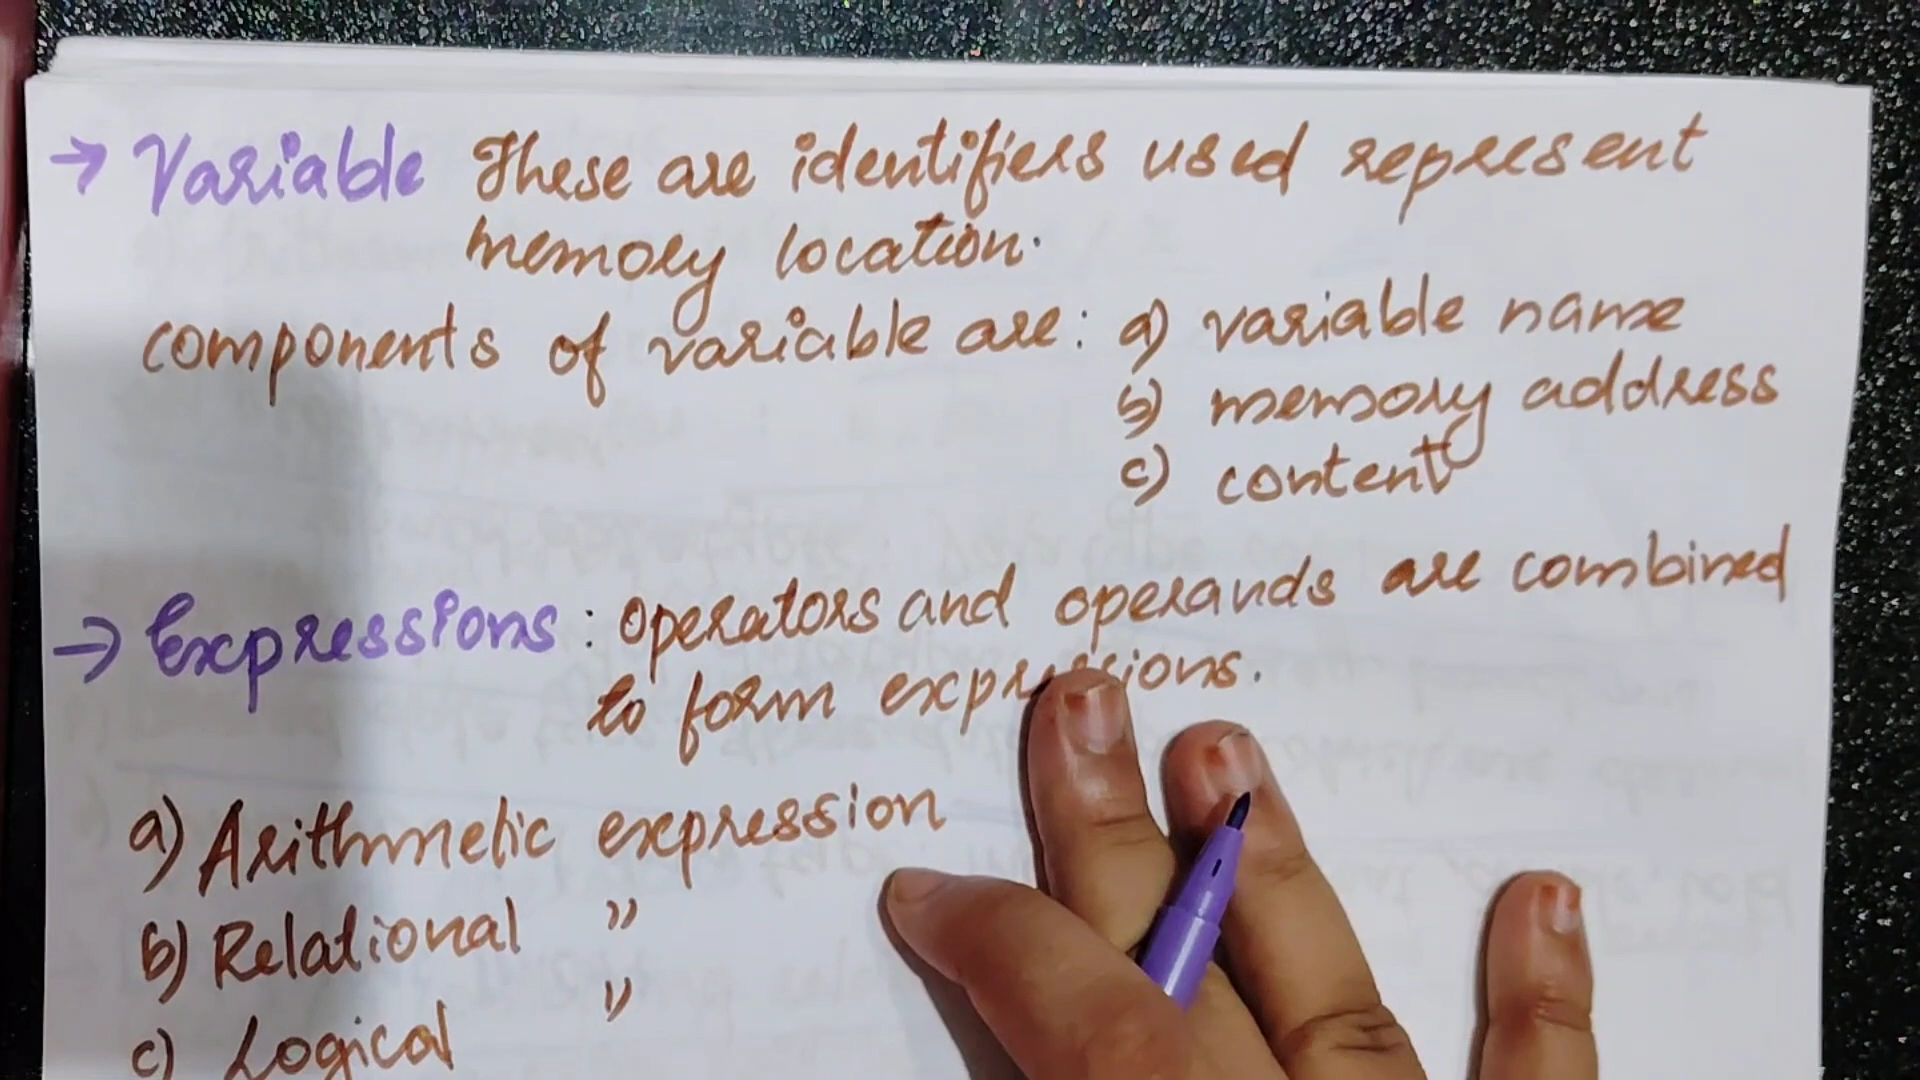 → Variable These are identifiers used represent
memory location.
components of variable are: a) variable name
b) memory address
c) content
→ Expressions: Operators and operands are combined
to form expressions.
a) Arithmetic expression
b) Relational "
c) Logical "